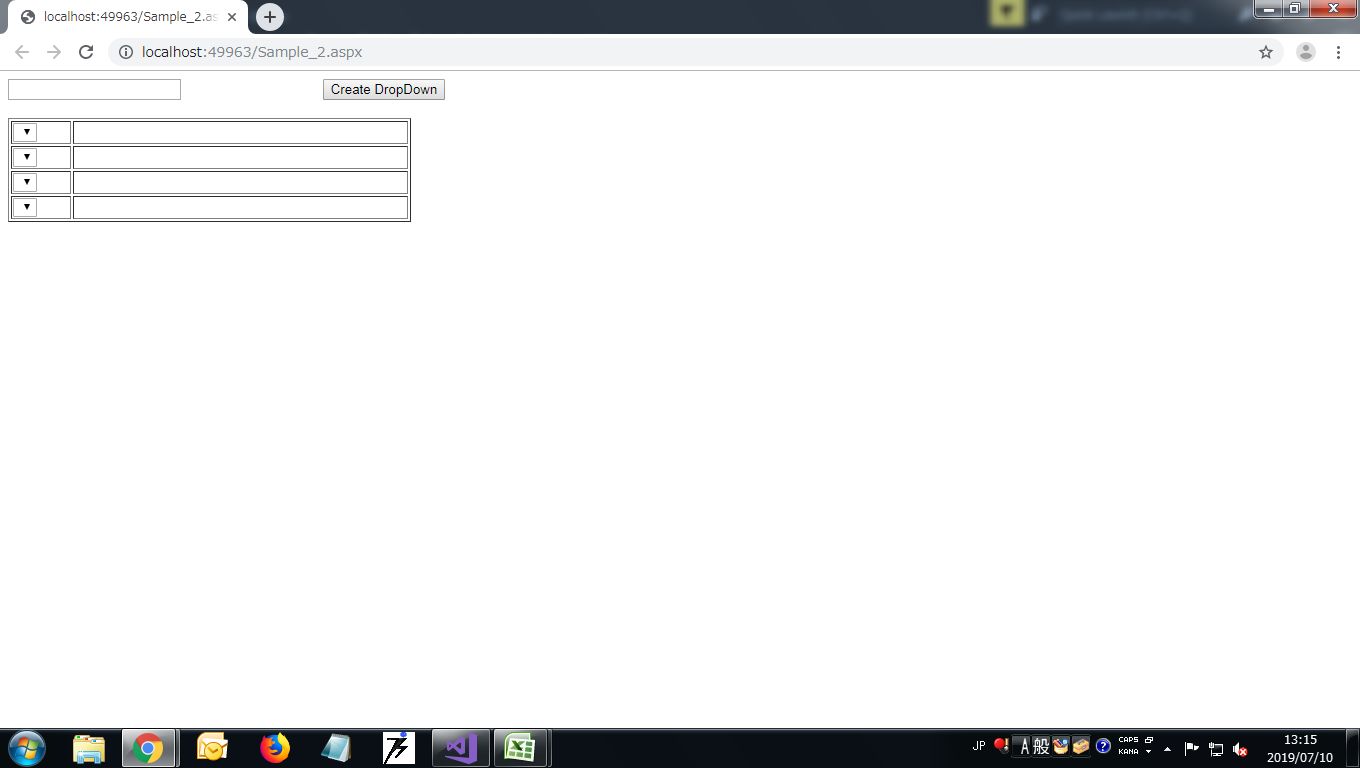 localhost:49963/Sample_2.as
localhost:49963/Sample_2.aspx
Create DropDown
JP
A 般
CAPS
KANA
13:15
2019/07/10